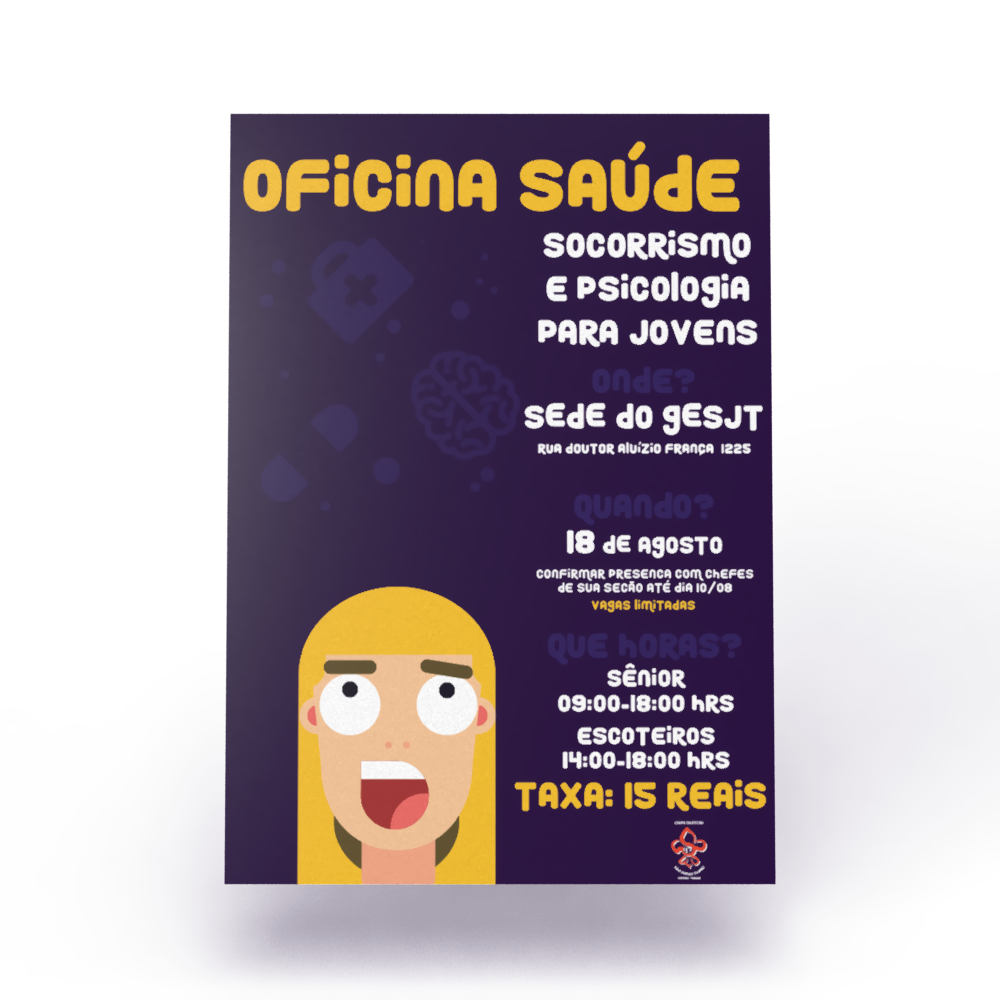 OFICINA SAÚDE
SOCORRISMO
E PSICOLOGIA
PARA JOVENS
ONDE?
SEDE DO GESJT
RUA DOUTOR ALUÍZIO FRANÇA 1225
QUANDO?
18 DE AGOSTO
CONFIRMAR PRESENCA COM CHEFES
DE SUA SECÃO ATÉ DIA 10/08
VAGAS LIMITADAS
QUE HORAS?
SÊNIOR
09:00-18:00 HRS
ESCOTEIROS
14:00-18:00 HRS
TAXA: 15 REAIS